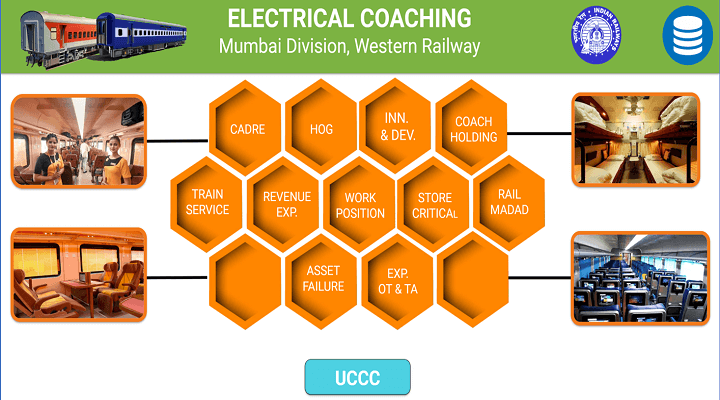 ELECTRICAL COACHING
Mumbai Division, Western Railway
INDIAN RAILWAYS
CADRE
HOG
INN.
& DEV.
COACH
HOLDING
TRAIN
SERVICE
REVENUE
EXP.
WORK
POSITION
STORE
CRITICAL
RAIL
MADAD
ASSET
FAILURE
EXP.
OT & TA
UCCC